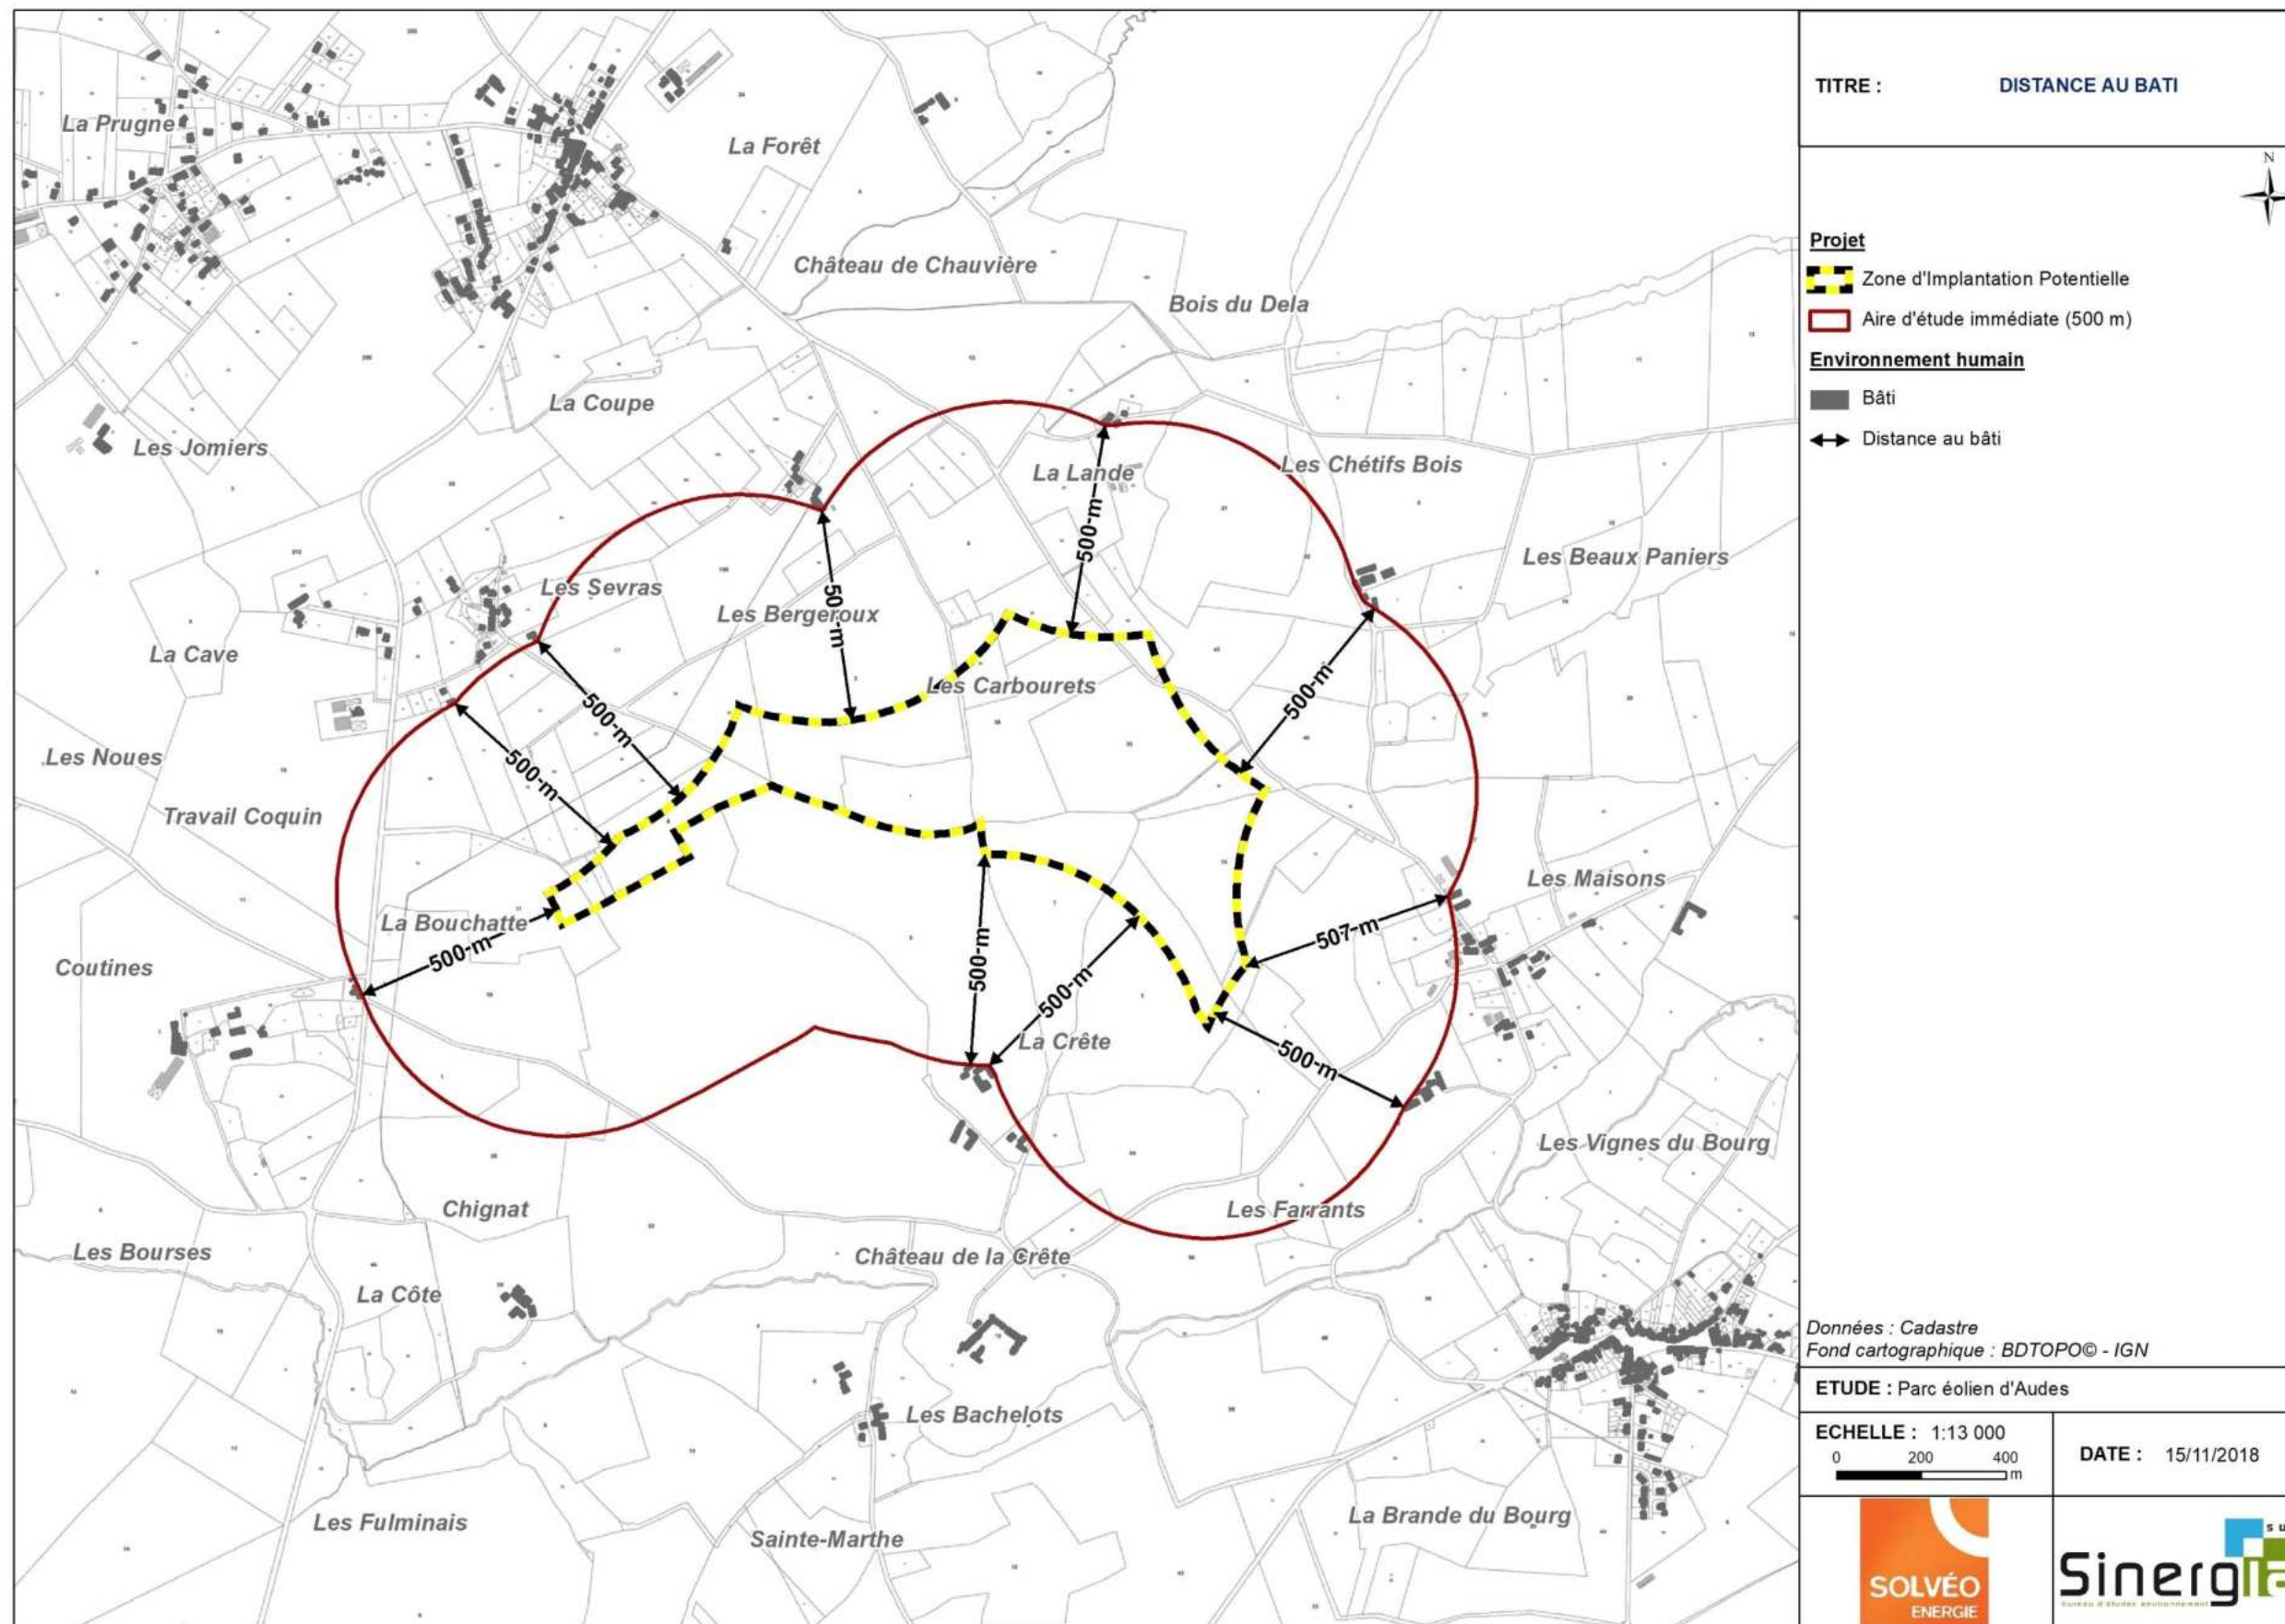 TITRE : DISTANCE AU BATI
N
Projet
Zone d'Implantation Potentielle
Aire d'étude immédiate (500 m)
Environnement humain
Bâti
Distance au bâti
La Prugne
La Forêt
Château de Chauvière
Bois du Dela
La Coupe
Les Jomiers
La Lande
Les Chétifs Bois
500-m
Les Beaux Paniers
Les Sevras
Les Bergeroux
La Cave
Les Carbourets
500-m
500-m
500-m
Les Noues
Travail Coquin
Les Maisons
La Bouchatte
507-m
500-m
500-m
Coutines
500-m
La Crête
500-m
Les Vignes du Bourg
Chignat
Les Farrants
Les Bourses
Château de la Crête
La Côte
Les Bachelots
Les Fulminais
La Brande du Bourg
Sainte-Marthe
Données : Cadastre
Fond cartographique : BDTOPO© - IGN
ETUDE : Parc éolien d'Audes
ECHELLE : 1:13 000
0 200 400
m
DATE : 15/11/2018
SOLVÉO
ENERGIE
Sinergia
bureau d'études environnement